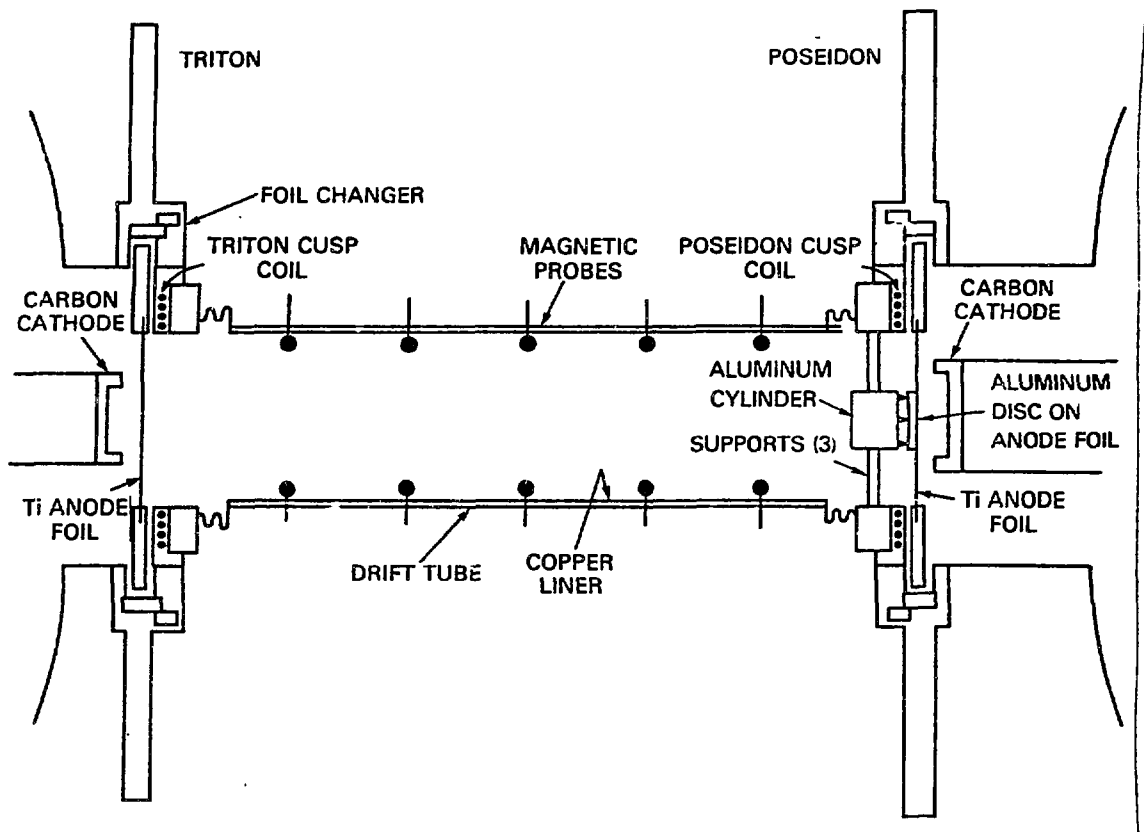 TRITON
POSEIDON
FOIL CHANGER
TRITON CUSP
COIL
MAGNETIC
PROBES
POSEIDON CUSP
COIL
CARBON
CATHODE
CARBON
CATHODE
ALUMINUM
CYLINDER
ALUMINUM
DISC ON
ANODE FOIL
SUPPORTS (3)
Ti ANODE
FOIL
Ti ANODE
FOIL
DRIFT TUBE
COPPER
LINER